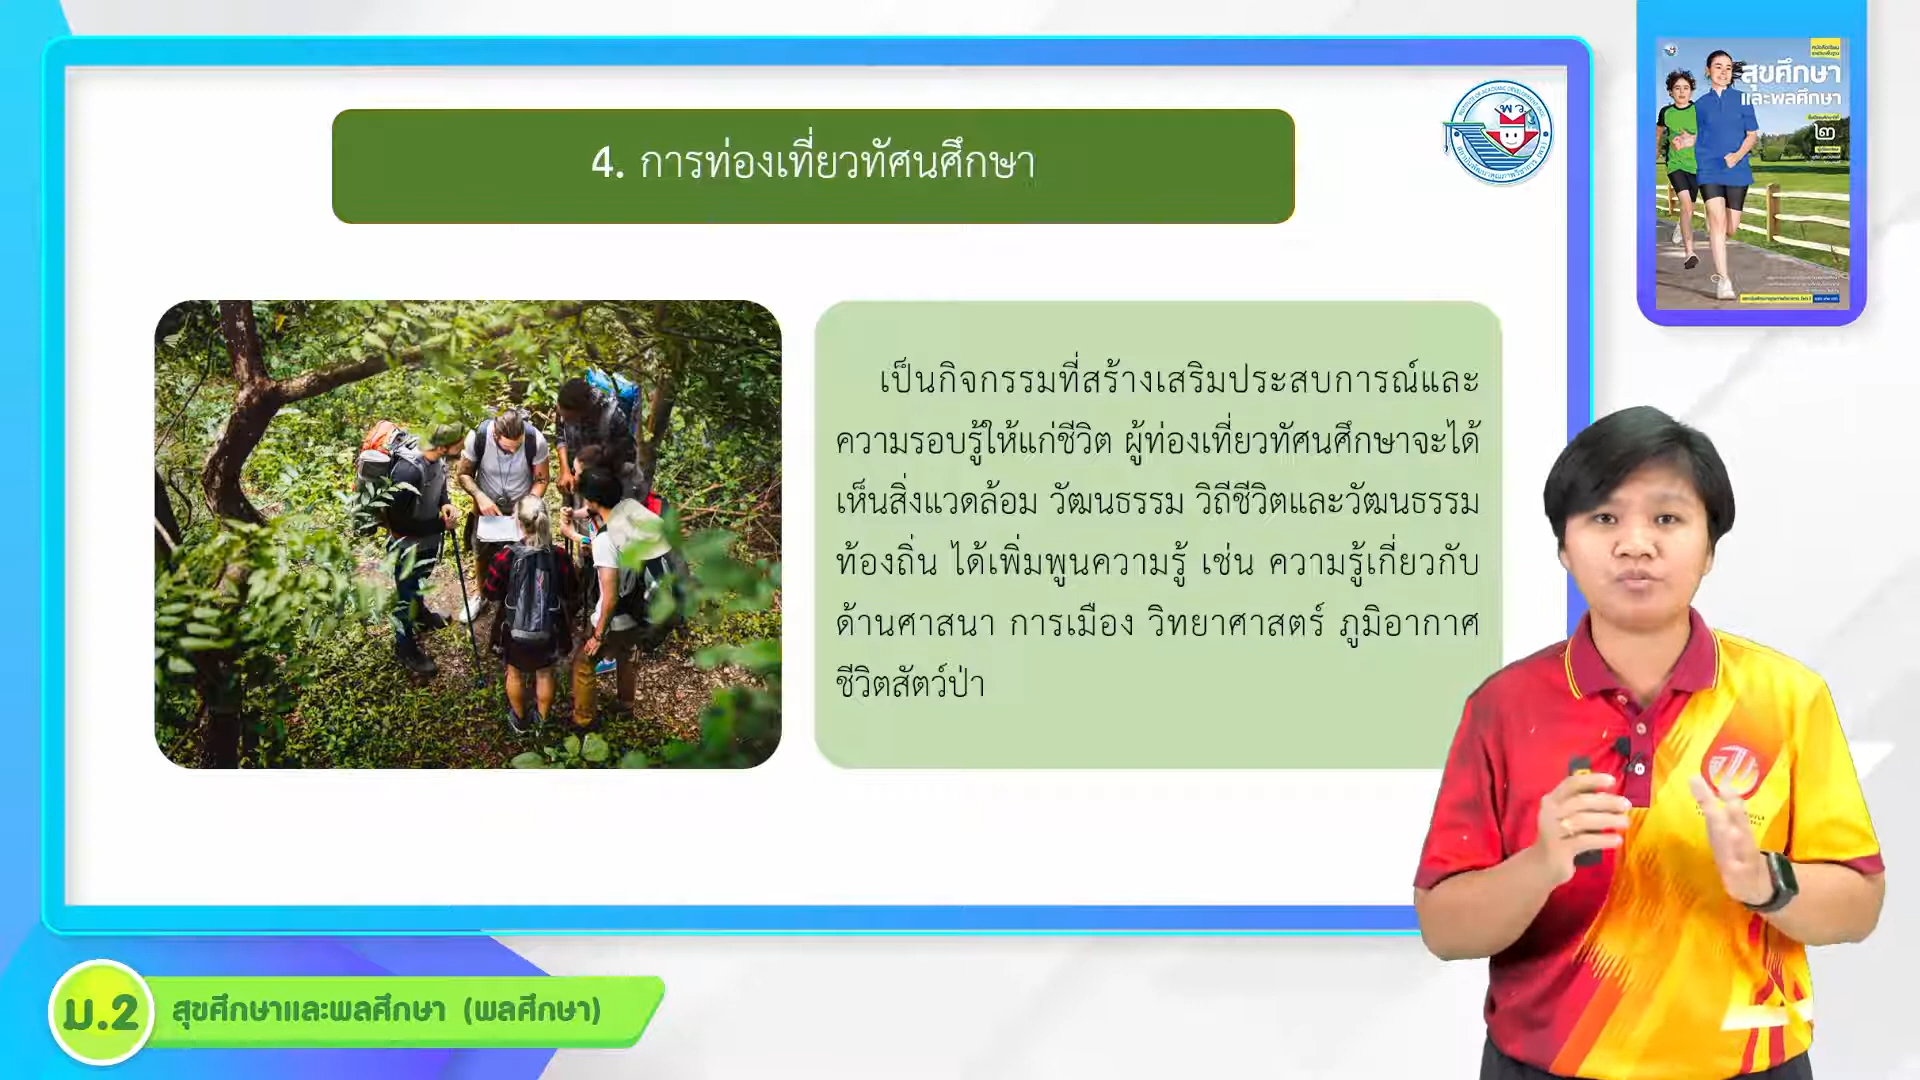 4. การท่องเที่ยวทัศนศึกษา
เป็นกิจกรรมที่สร้างเสริมประสบการณ์และ
ความรอบรู้ให้แก่ชีวิต ผู้ท่องเที่ยวทัศนศึกษาจะได้
เห็นสิ่งแวดล้อม วัฒนธรรม วิถีชีวิตและวัฒนธรรม
ท้องถิ่น ได้เพิ่มพูนความรู้ เช่น ความรู้เกี่ยวกับ
ด้านศาสนา การเมือง วิทยาศาสตร์ ภูมิอากาศ
ชีวิตสัตว์ป่า
พว
สุขศึกษา
และพลศึกษา
๒
ม.2 สุขศึกษาและพลศึกษา (พลศึกษา)